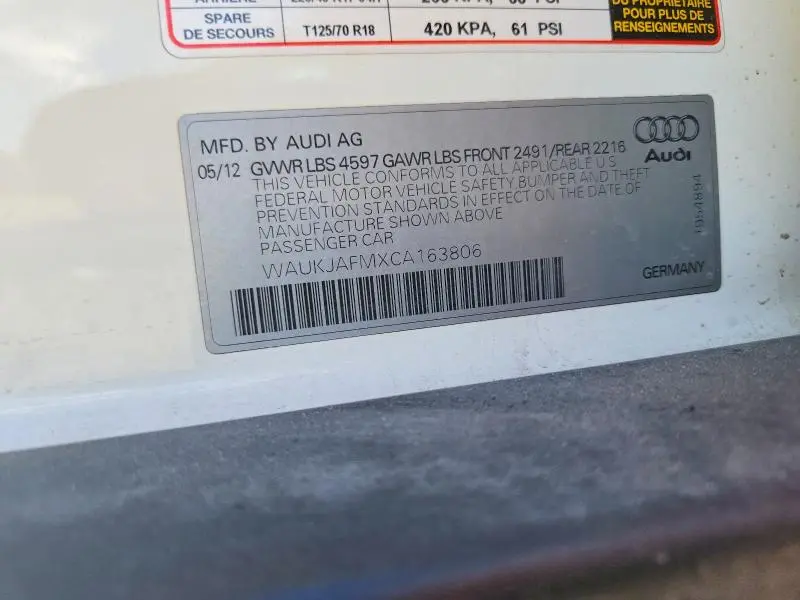 SPARE
DE SECOURS
T125/70 R18
420 KPA, 61 PSI
DU PROPRIÉTAIRE
POUR PLUS DE
RENSEIGNEMENTS
MFD. BY AUDI AG
05/12 GVWR LBS 4597 GAWR LBS FRONT 2491/REAR 2216
THIS VEHICLE CONFORMS TO ALL APPLICABLE U.S.
FEDERAL MOTOR VEHICLE SAFETY, BUMPER AND THEFT
PREVENTION STANDARDS IN EFFECT ON THE DATE OF
MANUFACTURE SHOWN ABOVE
PASSENGER CAR
WAUKJAFMXCA163806
Audi
1954894
GERMANY